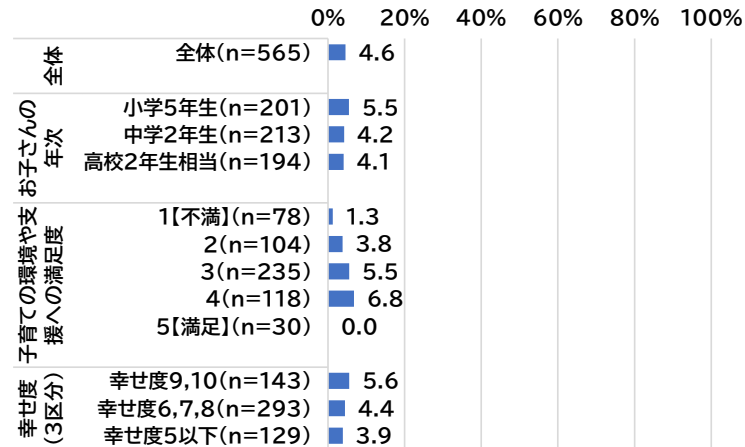 0% 20% 40% 60% 80% 100%
全体
全体(n=565) 4.6
お子さんの
年次
小学5年生(n=201) 5.5
中学2年生(n=213) 4.2
高校2年生相当(n=194) 4.1
子育ての環境や支
援への満足度
1【不満】(n=78) 1.3
2(n=104) 3.8
3(n=235) 5.5
4(n=118) 6.8
5【満足】(n=30) 0.0
幸せ度
(3区分)
幸せ度9,10(n=143) 5.6
幸せ度6,7,8(n=293) 4.4
幸せ度5以下(n=129) 3.9